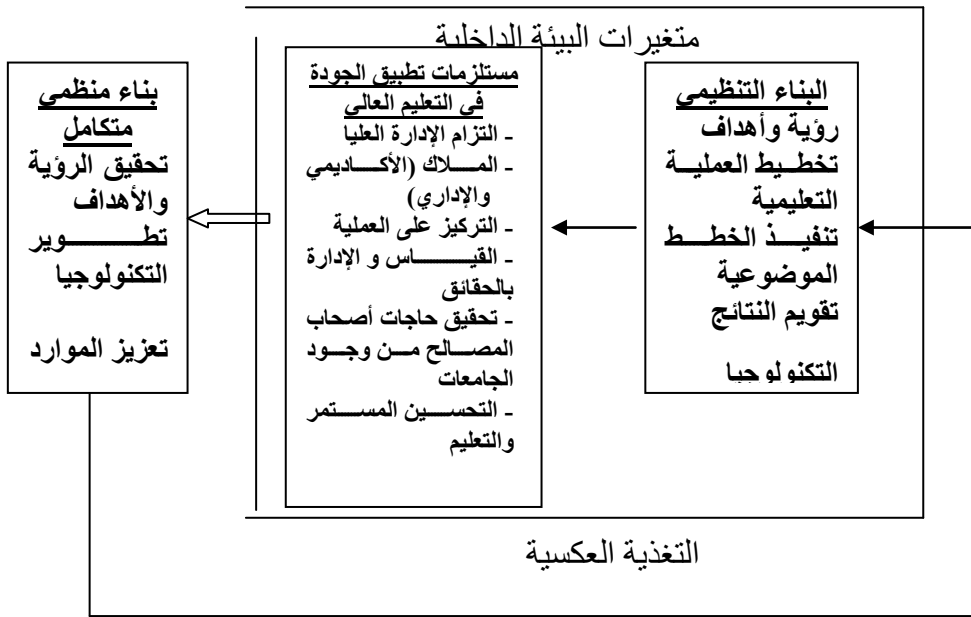 متغيرات البيئة الداخلية
البناء التنظيمي
رؤية وأهداف
تخطيط العملية
التعليمية
تنفيذ الخطط
الموضوعية
تقويم النتائج
التكنولوجيا
مستلزمات تطبيق الجودة
في التعليم العالي
- التزام الإدارة العليا
- الملاك (الأكاديمي
والإداري)
- التركيز على العملية
- القياس و الإدارة
بالحقائق
- تحقيق حاجات أصحاب
المصالح من وجود
الجامعات
- التحسين المستمر
والتعليم
بناء منظمي
متكامل
تحقيق الرؤية
والأهداف
تطوير
التكنولوجيا
تعزيز الموارد
التغذية العكسية